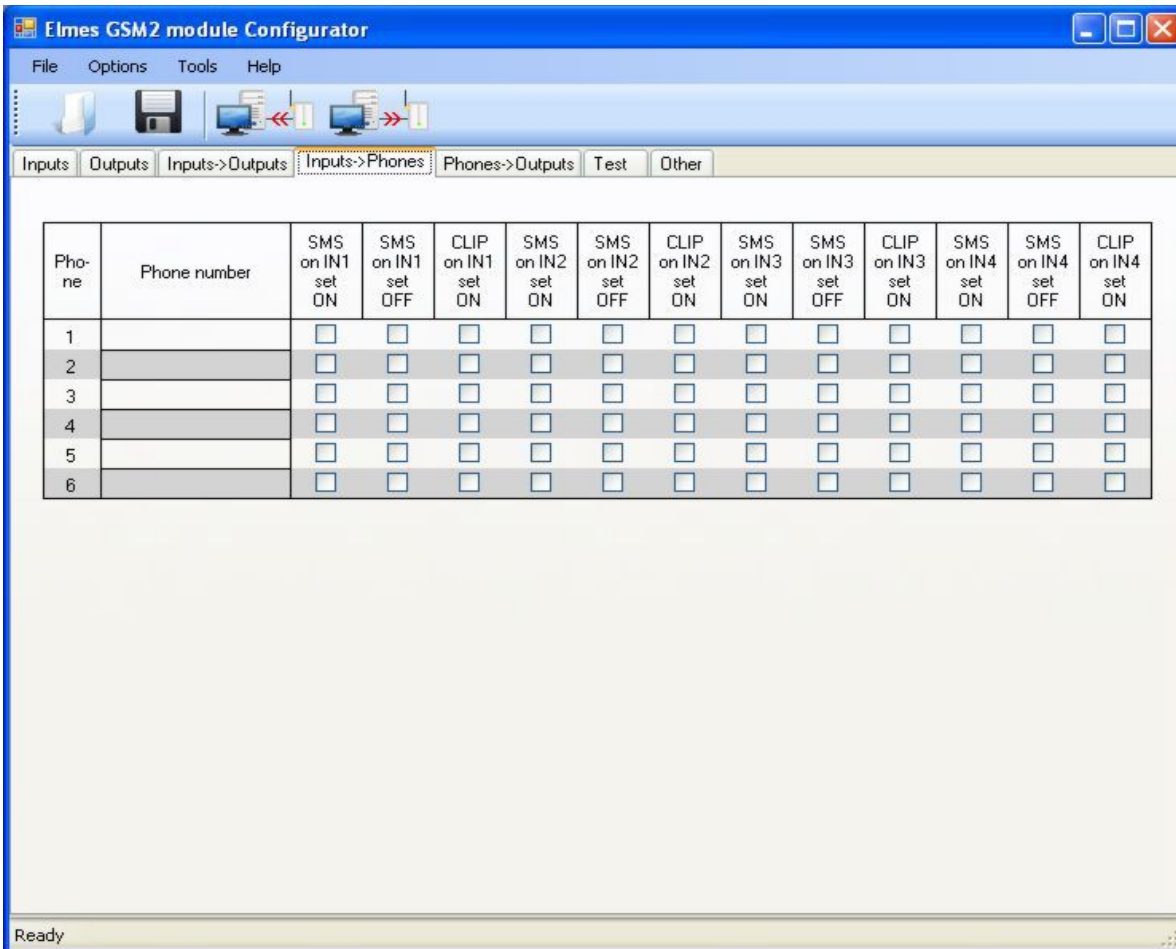 Elmes GSM2 module Configurator
File Options Tools Help
Inputs Outputs Inputs->Outputs Inputs->Phones Phones->Outputs Test Other
Pho-
ne
Phone number
SMS
on IN1
set
ON
SMS
on IN1
set
OFF
CLIP
on IN1
set
ON
SMS
on IN2
set
ON
SMS
on IN2
set
OFF
CLIP
on IN2
set
ON
SMS
on IN3
set
ON
SMS
on IN3
set
OFF
CLIP
on IN3
set
ON
SMS
on IN4
set
ON
SMS
on IN4
set
OFF
CLIP
on IN4
set
ON
1
2
3
4
5
6
Ready